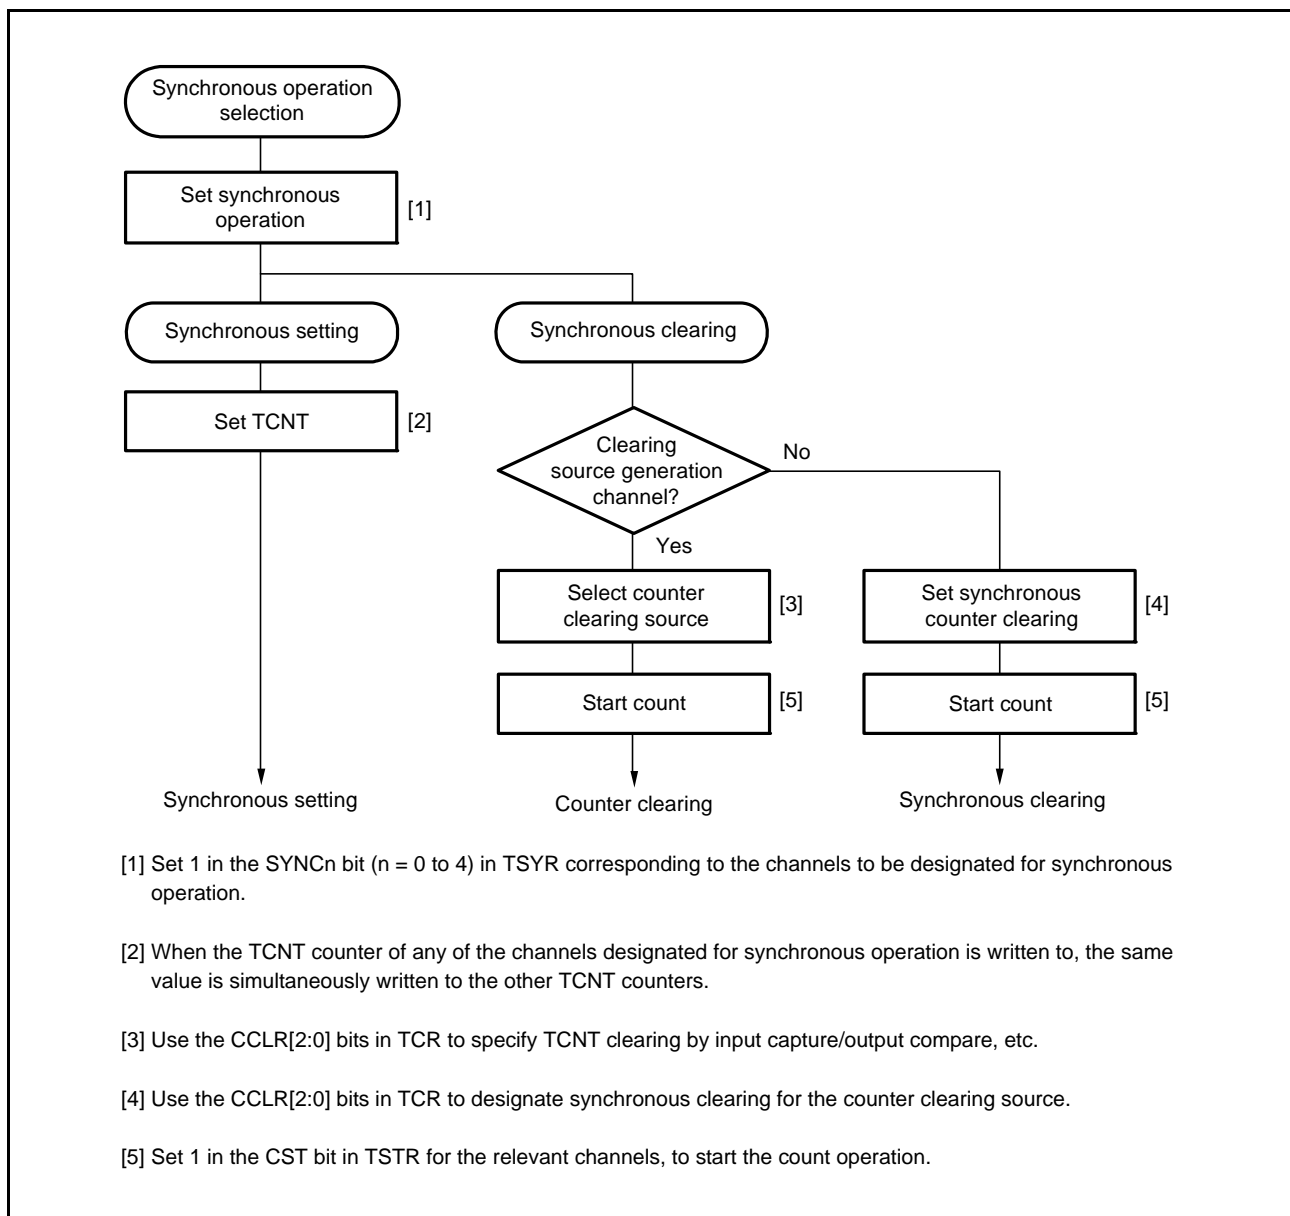 Synchronous operation
selection
Set synchronous
operation
[1]
Synchronous setting
Synchronous clearing
Set TCNT
[2]
Clearing
source generation
channel?
No
Yes
Select counter
clearing source
[3]
Set synchronous
counter clearing
[4]
Start count
[5]
Start count
[5]
Synchronous setting
Counter clearing
Synchronous clearing
[1] Set 1 in the SYNCn bit (n = 0 to 4) in TSYR corresponding to the channels to be designated for synchronous
operation.
[2] When the TCNT counter of any of the channels designated for synchronous operation is written to, the same
value is simultaneously written to the other TCNT counters.
[3] Use the CCLR[2:0] bits in TCR to specify TCNT clearing by input capture/output compare, etc.
[4] Use the CCLR[2:0] bits in TCR to designate synchronous clearing for the counter clearing source.
[5] Set 1 in the CST bit in TSTR for the relevant channels, to start the count operation.